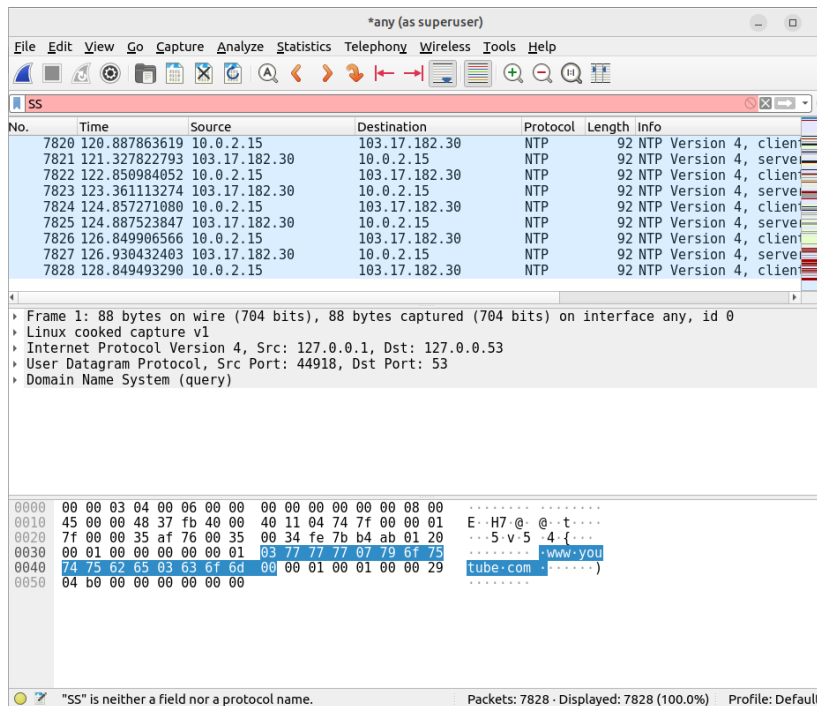 *any (as superuser)
File Edit View Go Capture Analyze Statistics Telephony Wireless Tools Help
SS
No. Time Source Destination Protocol Length Info
7820 120.887863619 10.0.2.15 103.17.182.30 NTP 92 NTP Version 4, client
7821 121.327822793 103.17.182.30 10.0.2.15 NTP 92 NTP Version 4, serve
7822 122.850984052 10.0.2.15 103.17.182.30 NTP 92 NTP Version 4, client
7823 123.361113274 103.17.182.30 10.0.2.15 NTP 92 NTP Version 4, serve
7824 124.857271080 10.0.2.15 103.17.182.30 NTP 92 NTP Version 4, client
7825 124.887523847 103.17.182.30 10.0.2.15 NTP 92 NTP Version 4, serve
7826 126.849906566 10.0.2.15 103.17.182.30 NTP 92 NTP Version 4, client
7827 126.930432403 103.17.182.30 10.0.2.15 NTP 92 NTP Version 4, serve
7828 128.849493290 10.0.2.15 103.17.182.30 NTP 92 NTP Version 4, client
Frame 1: 88 bytes on wire (704 bits), 88 bytes captured (704 bits) on interface any, id 0
Linux cooked capture v1
Internet Protocol Version 4, Src: 127.0.0.1, Dst: 127.0.0.53
User Datagram Protocol, Src Port: 44918, Dst Port: 53
Domain Name System (query)
0000 00 00 03 04 00 06 00 00 00 00 00 00 00 00 08 00 ········ ········
0010 45 00 00 48 37 fb 40 00 40 11 04 74 7f 00 00 01 E··H7·@· @··t····
0020 7f 00 00 35 af 76 00 35 00 34 fe 7b b4 ab 01 20 ···5·v·5 ·4·{···
0030 00 01 00 00 00 00 00 01 03 77 77 77 07 79 6f 75 ········ ·www·you
0040 74 75 62 65 03 63 6f 6d 00 00 01 00 01 00 00 29 tube·com ·······)
0050 04 b0 00 00 00 00 00 00 ········
"SS" is neither a field nor a protocol name. Packets: 7828 · Displayed: 7828 (100.0%) Profile: Default